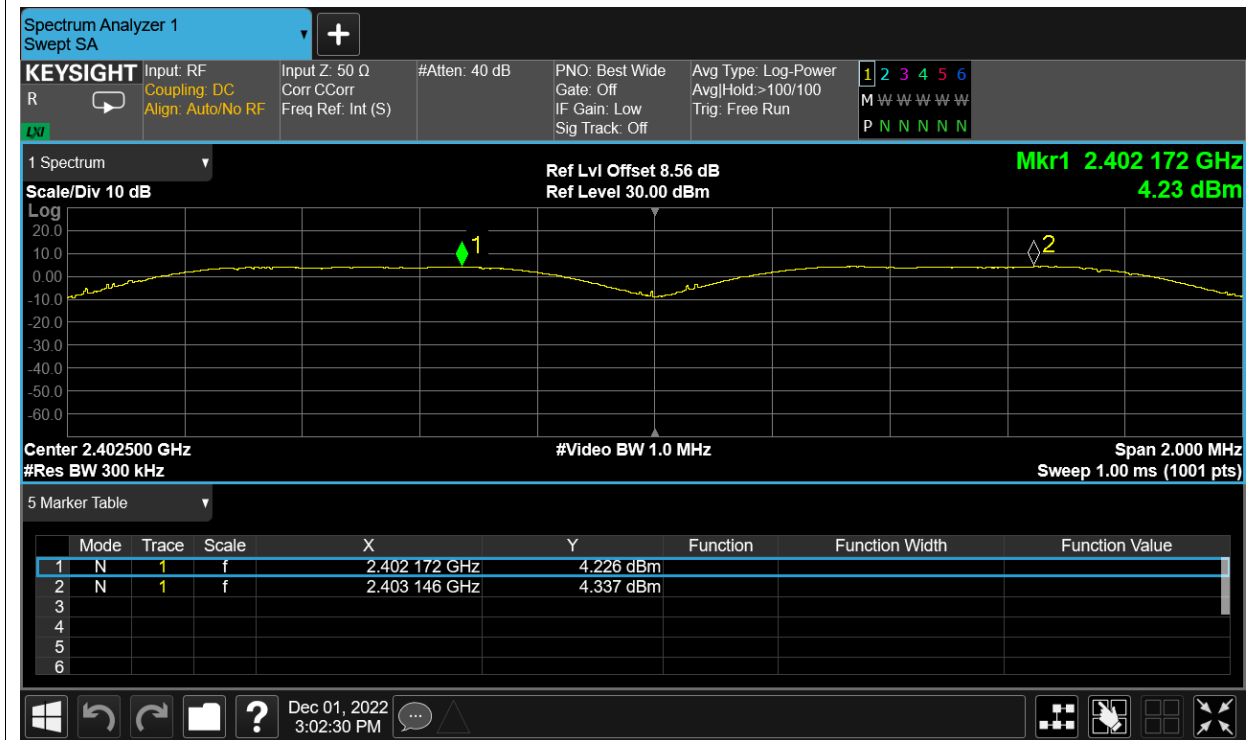 Spectrum Analyzer 1
Swept SA
+
KEYSIGHT
R
LXI
Input: RF
Coupling: DC
Align: Auto/No RF
Input Z: 50 Ω
Corr CCorr
Freq Ref: Int (S)
#Atten: 40 dB
PNO: Best Wide
Gate: Off
IF Gain: Low
Sig Track: Off
Avg Type: Log-Power
Avg|Hold:>100/100
Trig: Free Run
1 2 3 4 5 6
M W W W W W
P N N N N N
1 Spectrum
Scale/Div 10 dB
Log
Ref Lvl Offset 8.56 dB
Ref Level 30.00 dBm
Mkr1 2.402 172 GHz
4.23 dBm
20.0
10.0
0.00
-10.0
-20.0
-30.0
-40.0
-50.0
-60.0
1
2
Center 2.402500 GHz
#Res BW 300 kHz
#Video BW 1.0 MHz
Span 2.000 MHz
Sweep 1.00 ms (1001 pts)
5 Marker Table
Mode Trace Scale X Y Function Function Width Function Value
1 N 1 f 2.402 172 GHz 4.226 dBm
2 N 1 f 2.403 146 GHz 4.337 dBm
3
4
5
6
?
Dec 01, 2022
3:02:30 PM